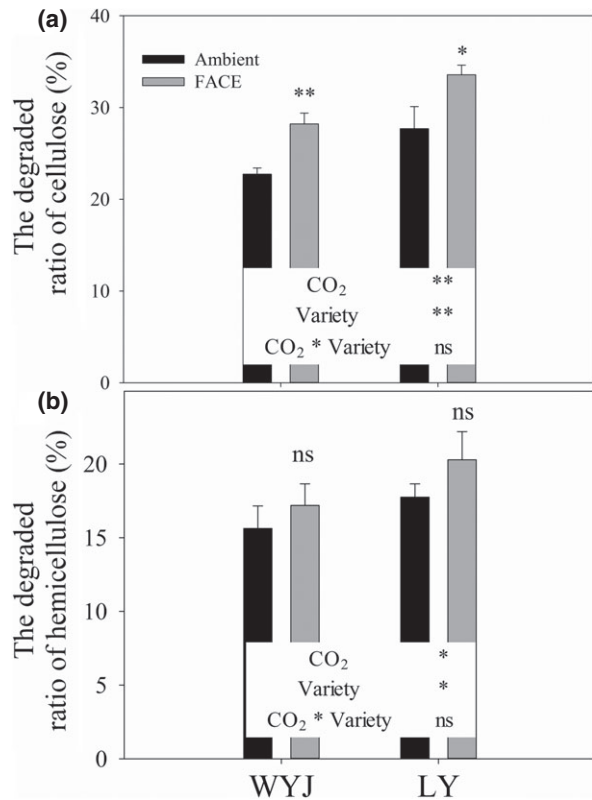 (a)
40
30
20
10
0
The degraded
ratio of cellulose (%)
Ambient
FACE
**
*
CO₂ **
Variety **
CO₂ * Variety ns
(b)
20
15
10
5
0
The degraded
ratio of hemicellulose (%)
ns
ns
CO₂ *
Variety *
CO₂ * Variety ns
WYJ LY